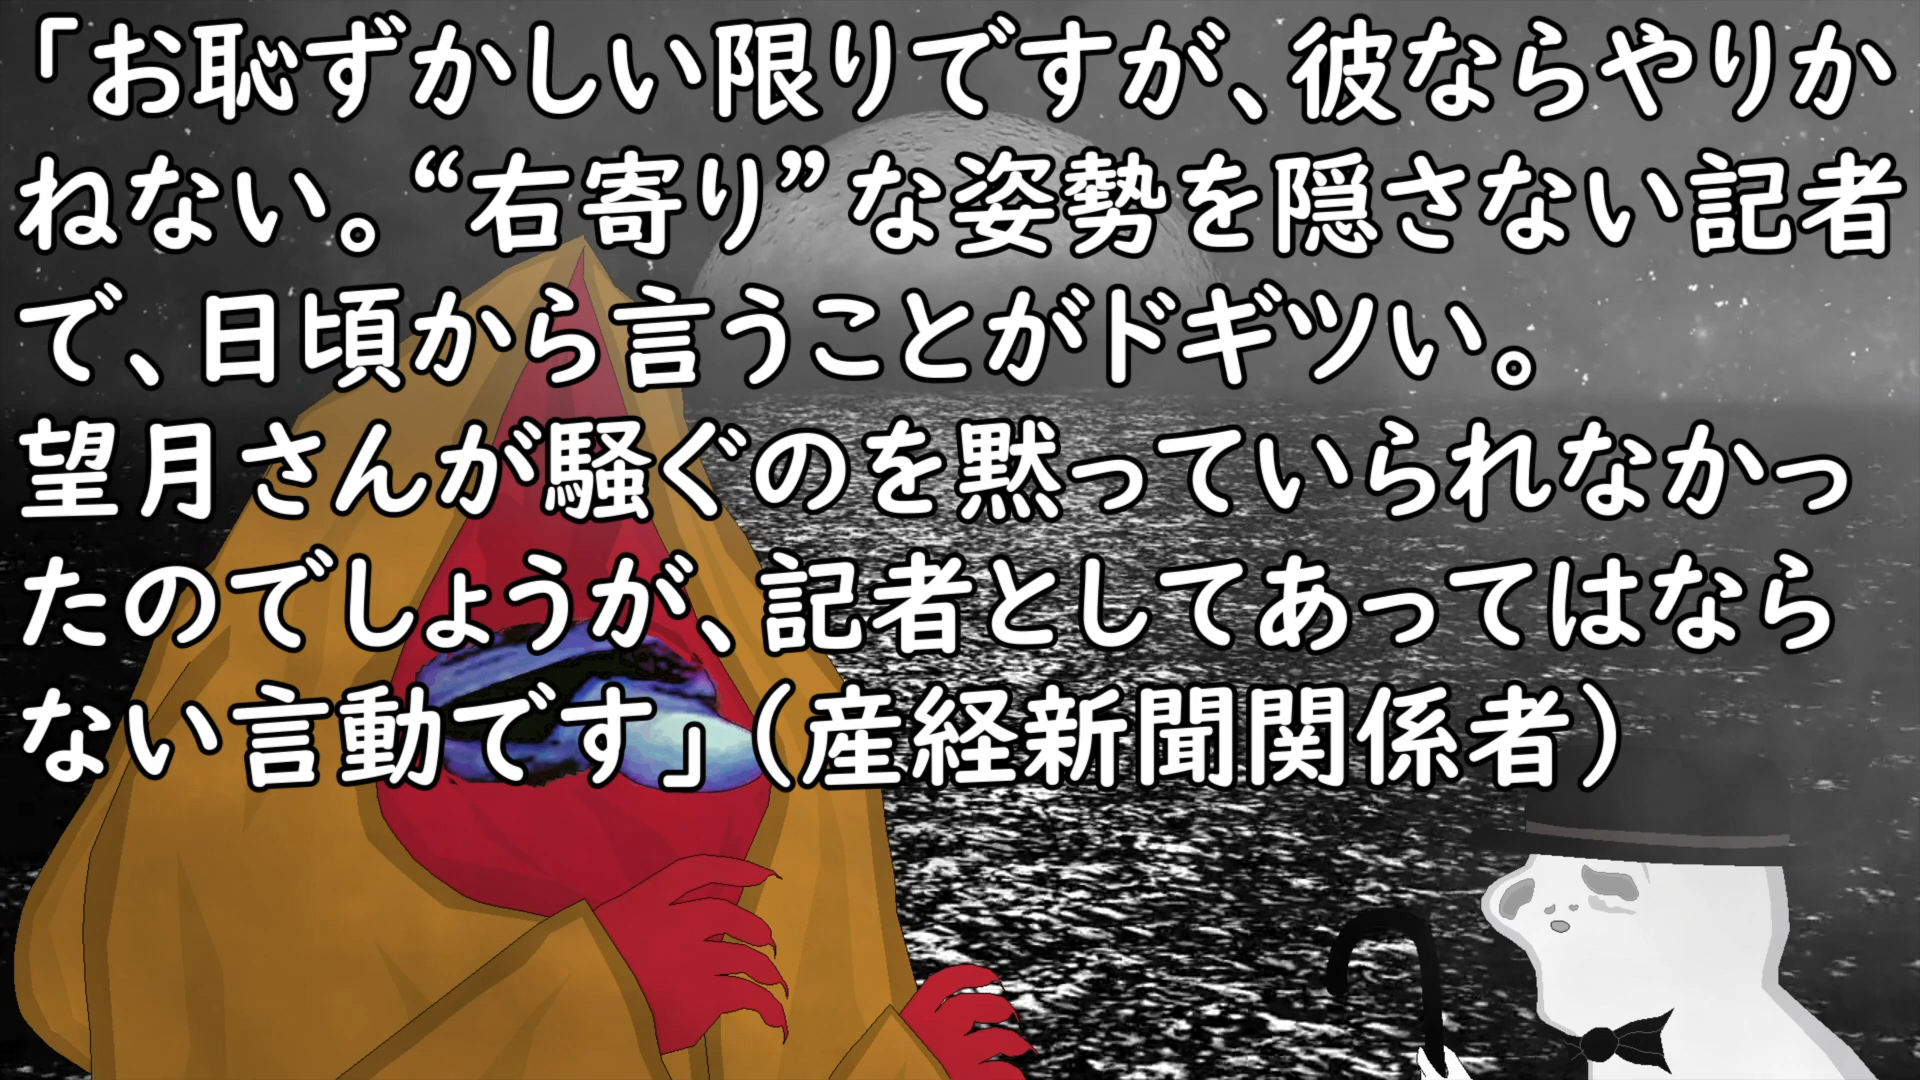 「お恥ずかしい限りですが、彼ならやりか
ねない。“右寄り”な姿勢を隠さない記者
で、日頃から言うことがドギツい。
望月さんが騒ぐのを黙っていられなかっ
たのでしょうが、記者としてあってはなら
ない言動です」（産経新聞関係者）